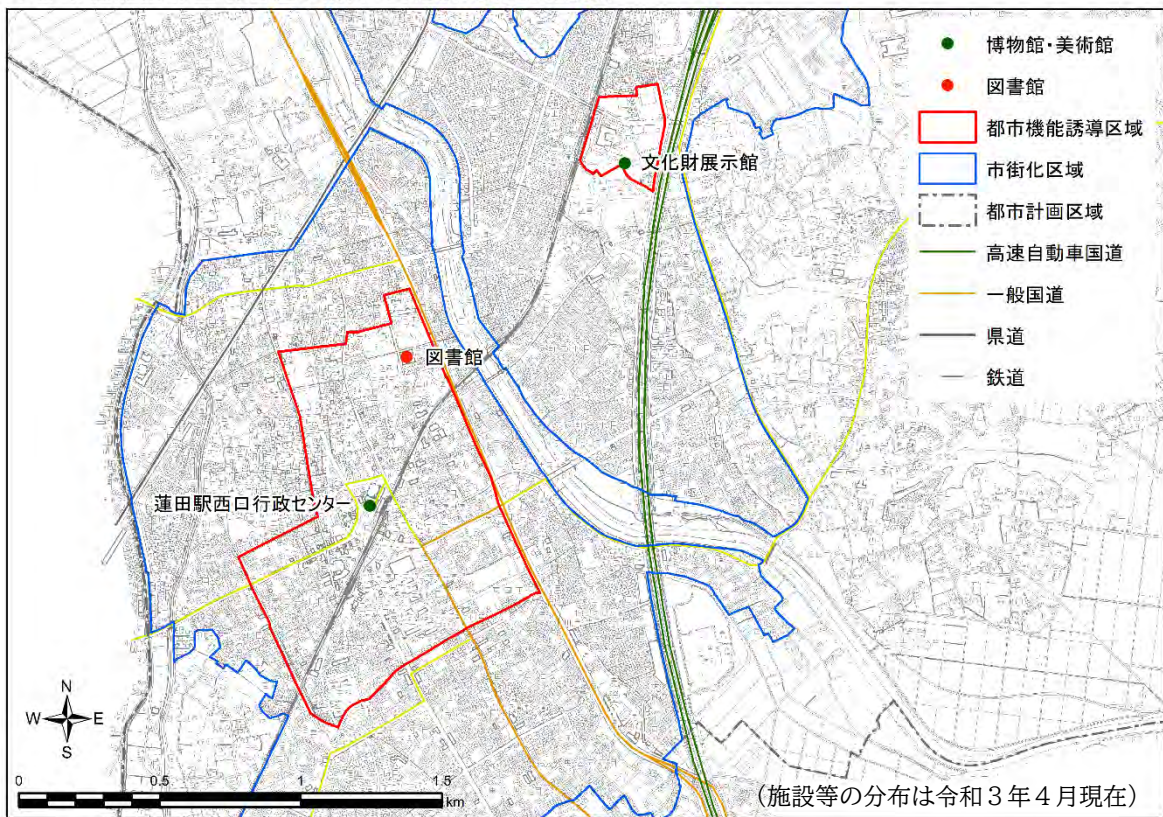 博物館・美術館
図書館
都市機能誘導区域
市街化区域
都市計画区域
高速自動車国道
一般国道
県道
鉄道
文化財展示館
図書館
蓮田駅西口行政センター
N
W E
S
0 0.5 1 1.5
km
(施設等の分布は令和３年４月現在)